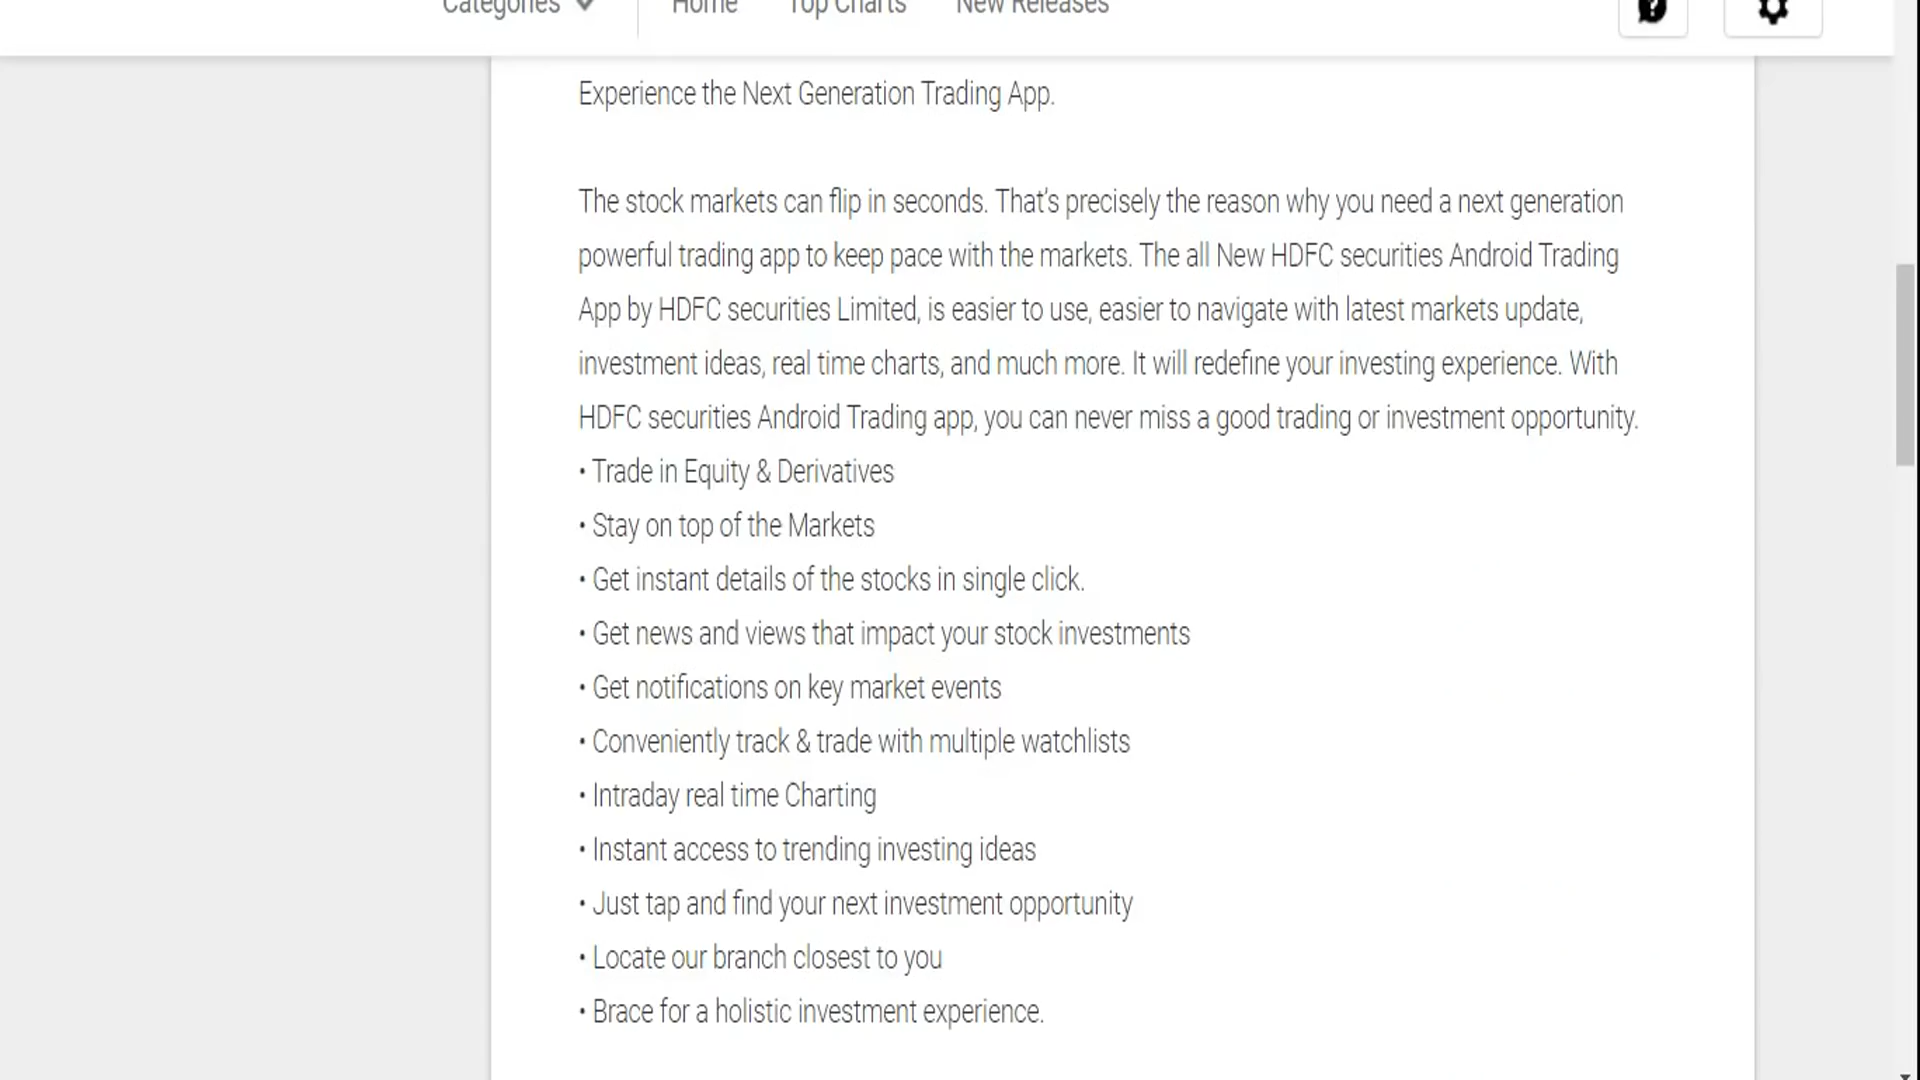 Categories
Home
Top Charts
New Releases
Experience the Next Generation Trading App.
The stock markets can flip in seconds. That's precisely the reason why you need a next generation
powerful trading app to keep pace with the markets. The all New HDFC securities Android Trading
App by HDFC securities Limited, is easier to use, easier to navigate with latest markets update,
investment ideas, real time charts, and much more. It will redefine your investing experience. With
HDFC securities Android Trading app, you can never miss a good trading or investment opportunity.
• Trade in Equity & Derivatives
• Stay on top of the Markets
• Get instant details of the stocks in single click.
• Get news and views that impact your stock investments
• Get notifications on key market events
• Conveniently track & trade with multiple watchlists
• Intraday real time Charting
• Instant access to trending investing ideas
• Just tap and find your next investment opportunity
• Locate our branch closest to you
• Brace for a holistic investment experience.